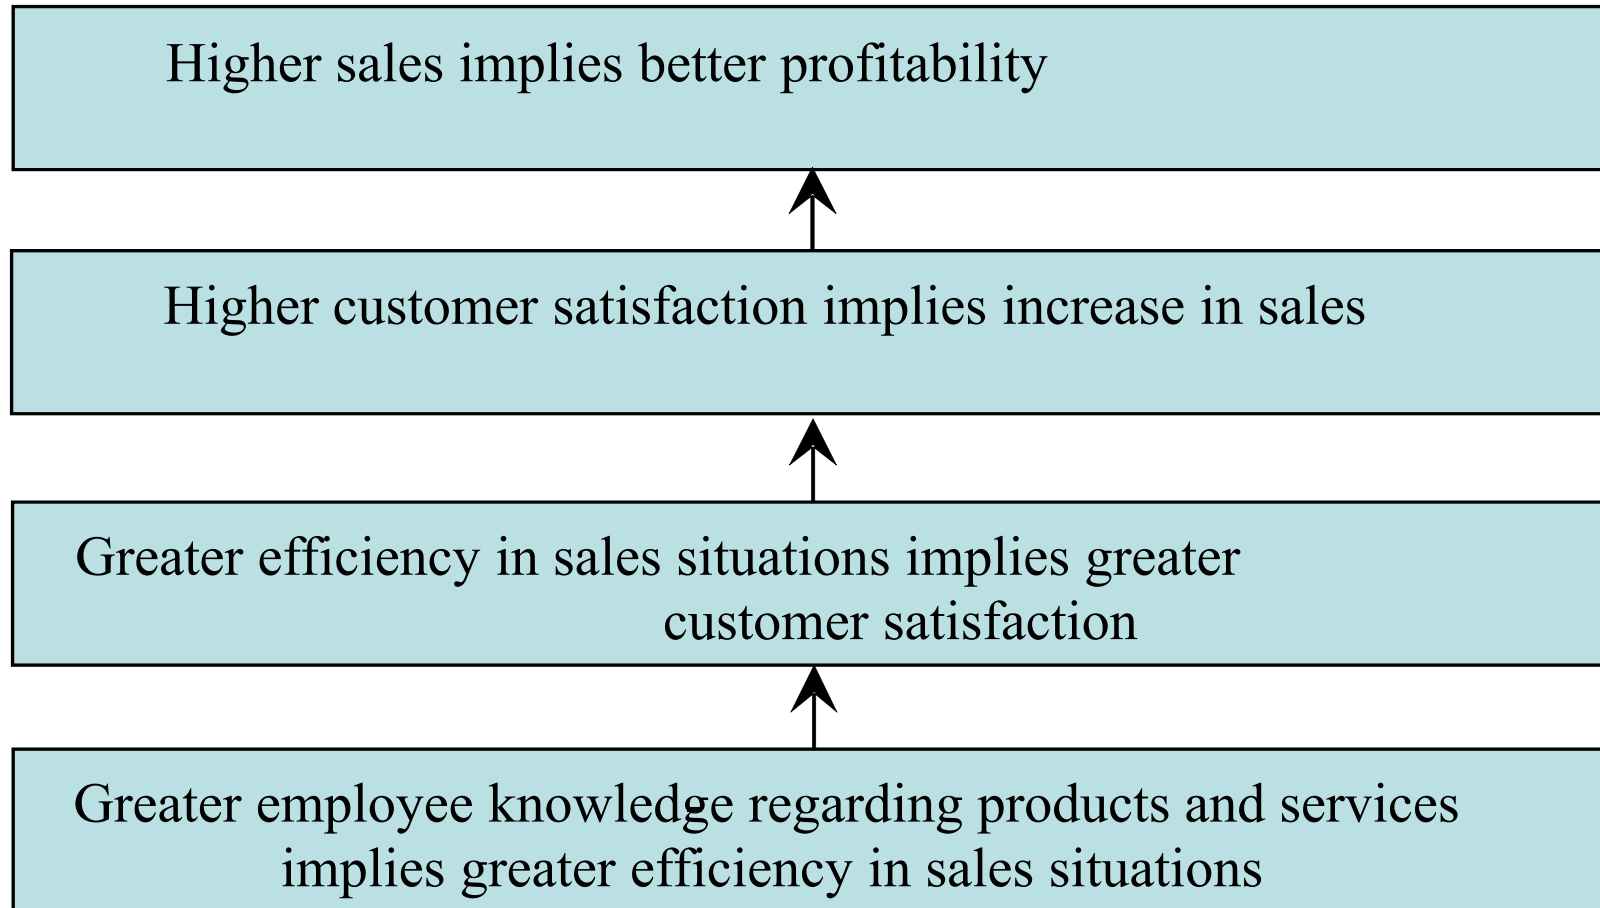 Higher sales implies better profitability
Higher customer satisfaction implies increase in sales
Greater efficiency in sales situations implies greater
customer satisfaction
Greater employee knowledge regarding products and services
implies greater efficiency in sales situations